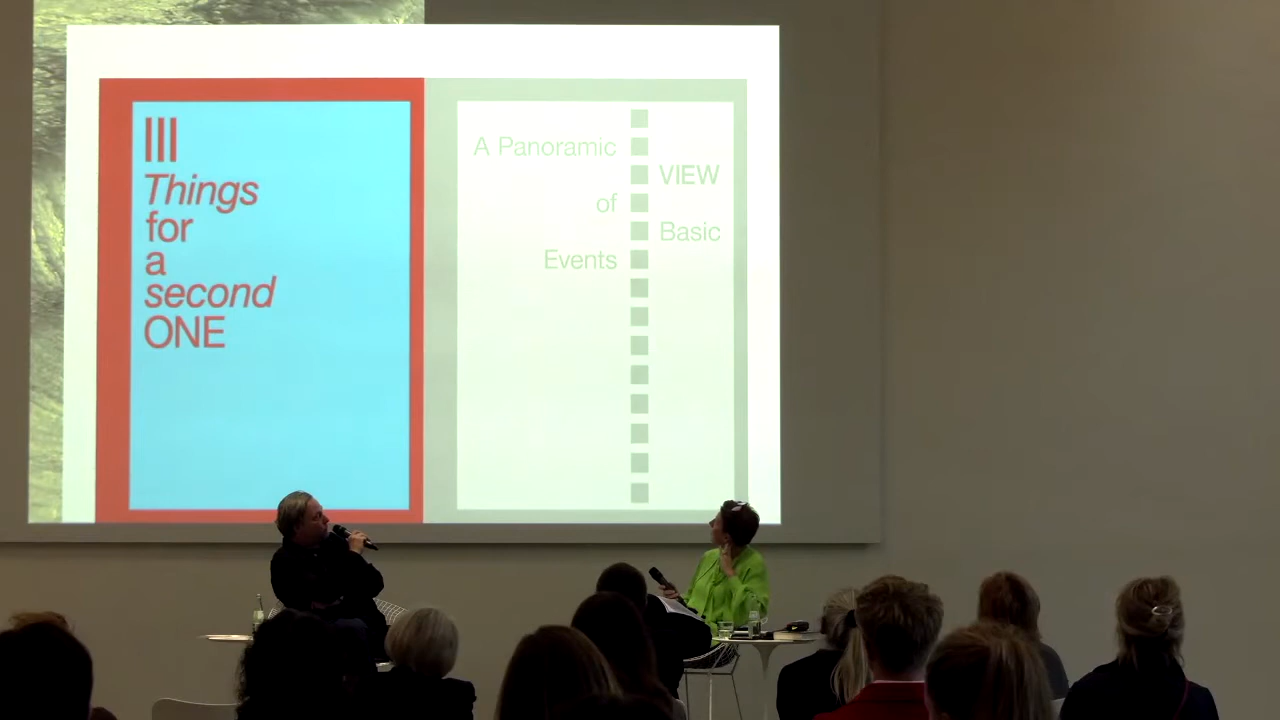 III
Things
for
a
second
ONE
A Panoramic
VIEW
of
Basic
Events